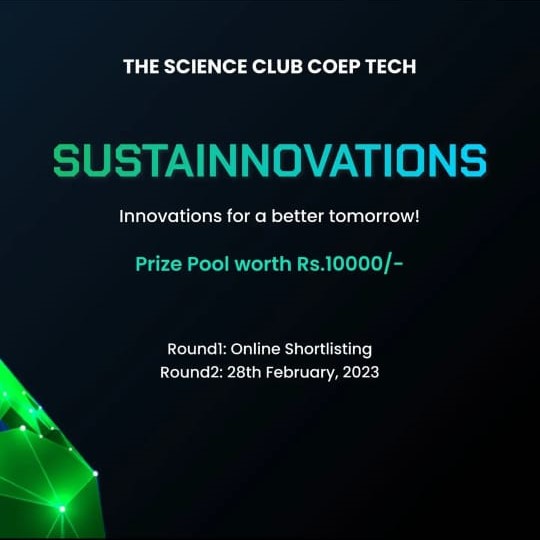 THE SCIENCE CLUB COEP TECH
SUSTAINNOVATIONS
Innovations for a better tomorrow!
Prize Pool worth Rs.10000/-
Round1: Online Shortlisting
Round2: 28th February, 2023